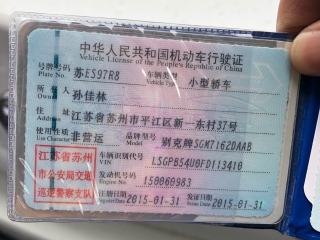 中华人民共和国机动车行驶证
Vehicle License of the People's Republic of China
号牌号码 Plate No. 苏ES97R8 车辆类型 Vehicle Type 小型轿车
所有人 孙佳林
住址 江苏省苏州市平江区新一东村37号
使用性质 Use Character 非营运 品牌型号 Model 别克牌SGM7162DAAB
江苏省苏州
市公安局交通
巡逻警察支队
车辆识别代号 VIN LSGPB54U0FD113410
发动机号码 Engine No. 150060983
注册日期 2015-01-31 发证日期 2015-01-31